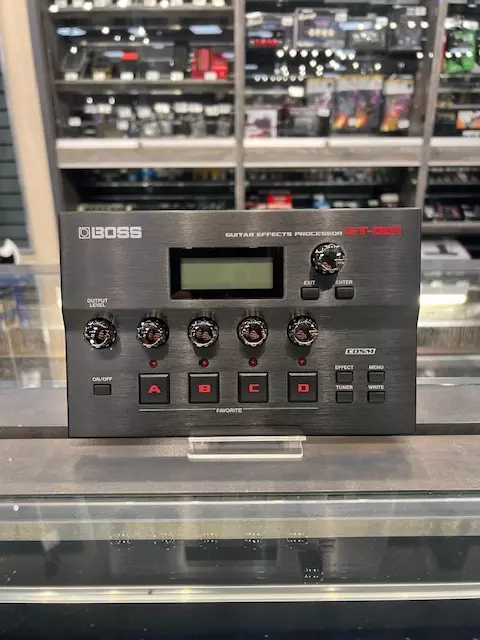 BOSS
GUITAR EFFECTS PROCESSOR GT-001
EXIT ENTER
OUTPUT
LEVEL
COSM
ON/OFF
A B C D
EFFECT MENU
TUNER WRITE
FAVORITE